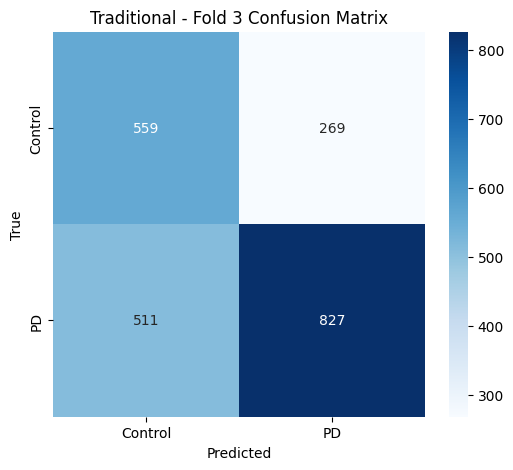 Traditional - Fold 3 Confusion Matrix
True
Control
PD
559
269
511
827
Control
PD
Predicted
800
700
600
500
400
300